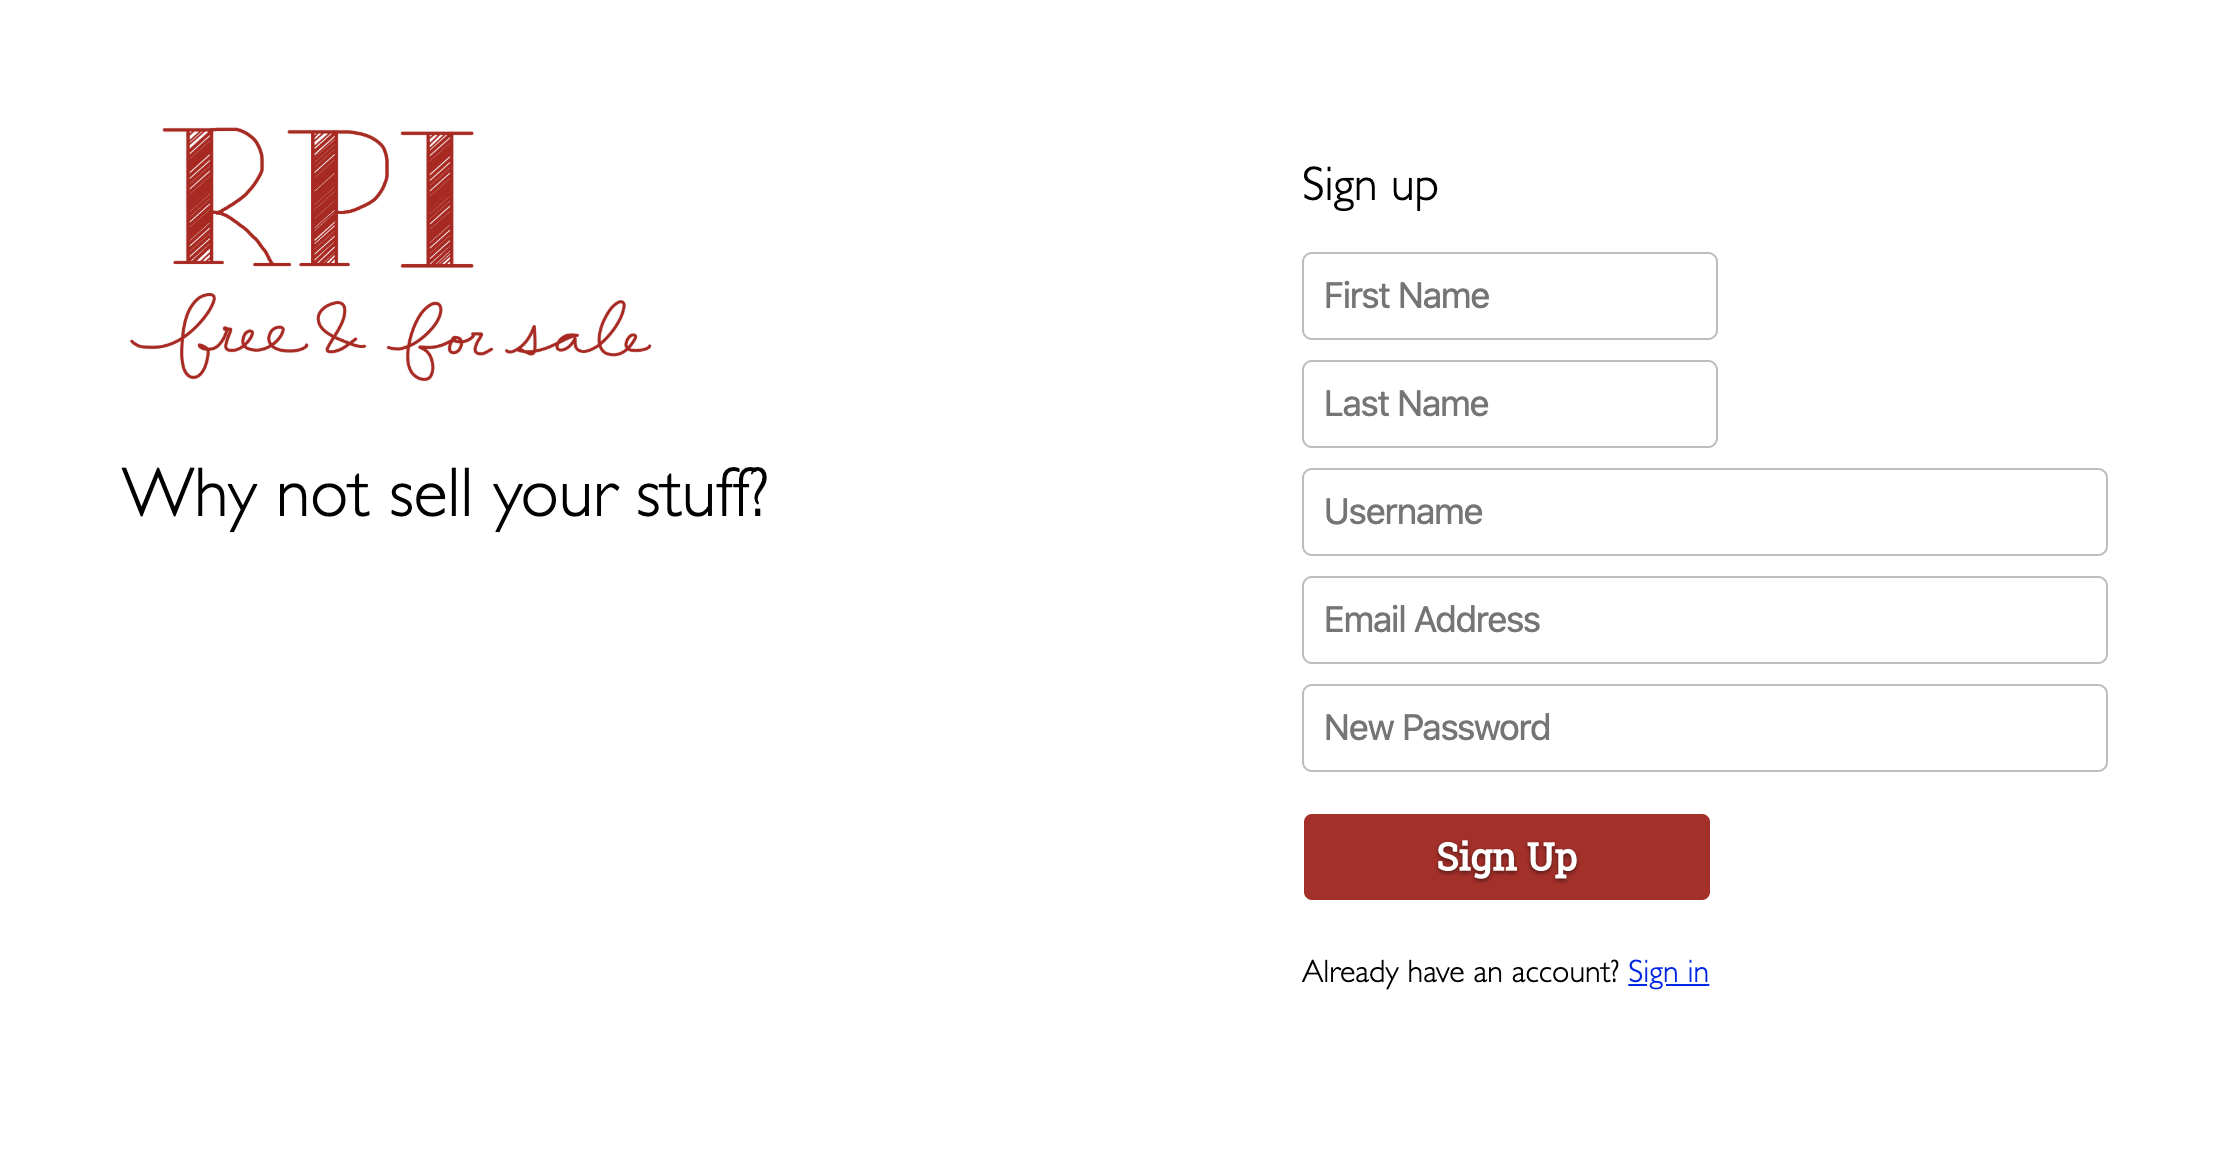 RPI
free & for sale
Why not sell your stuff?
Sign up
First Name
Last Name
Username
Email Address
New Password
Sign Up
Already have an account? Sign in